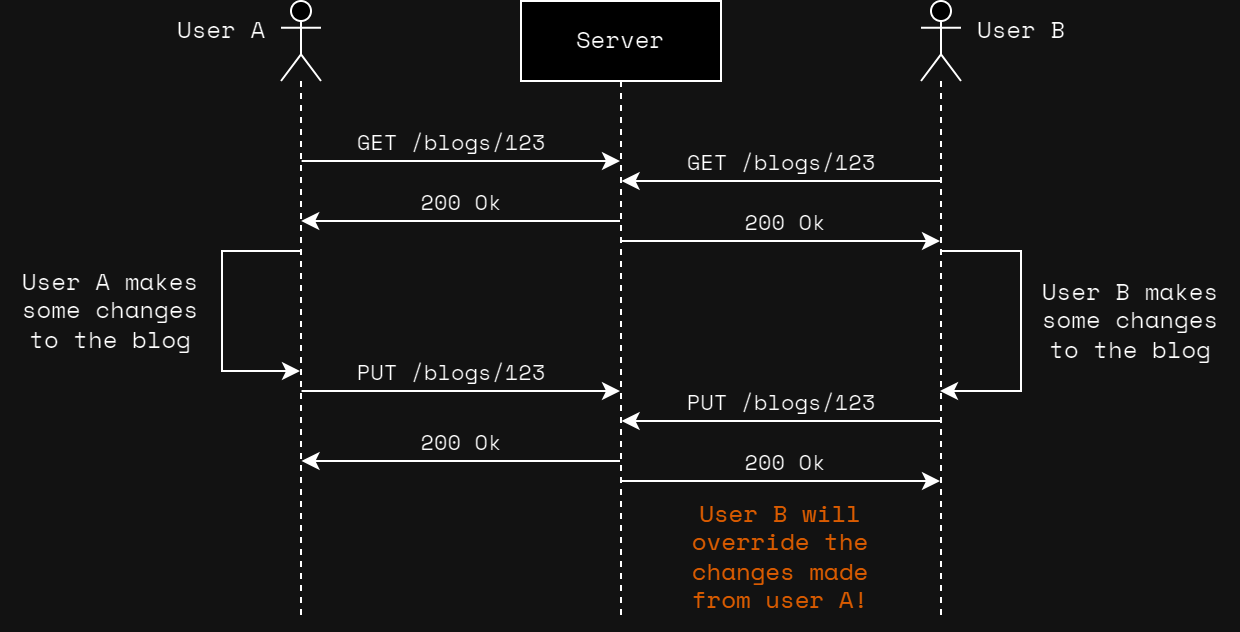 User A
Server
User B
GET /blogs/123
GET /blogs/123
200 Ok
200 Ok
User A makes
some changes
to the blog
User B makes
some changes
to the blog
PUT /blogs/123
PUT /blogs/123
200 Ok
200 Ok
User B will
override the
changes made
from user A!